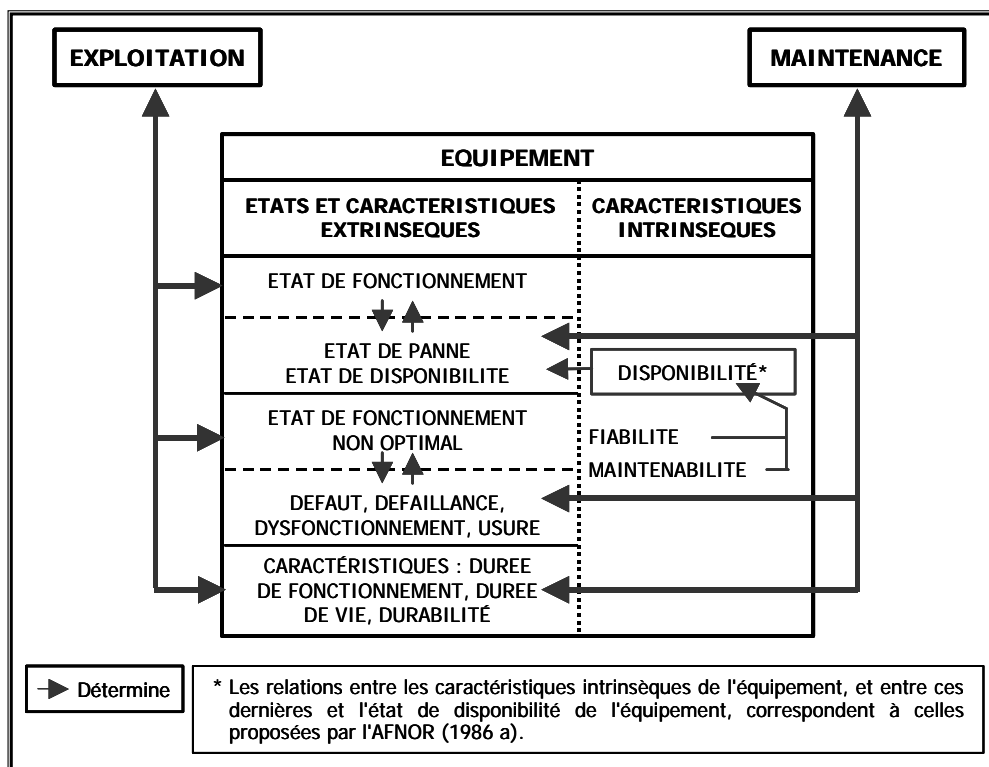 EXPLOITATION
MAINTENANCE
EQUIPEMENT
ETATS ET CARACTERISTIQUES
EXTRINSEQUES
CARACTERISTIQUES
INTRINSEQUES
ETAT DE FONCTIONNEMENT
ETAT DE PANNE
ETAT DE DISPONIBILITE
DISPONIBILITÉ*
ETAT DE FONCTIONNEMENT
NON OPTIMAL
FIABILITE
MAINTENABILITE
DEFAUT, DEFAILLANCE,
DYSFONCTIONNEMENT, USURE
CARACTÉRISTIQUES : DUREE
DE FONCTIONNEMENT, DUREE
DE VIE, DURABILITÉ
Détermine
* Les relations entre les caractéristiques intrinsèques de l'équipement, et entre ces
dernières et l'état de disponibilité de l'équipement, correspondent à celles
proposées par l'AFNOR (1986 a).